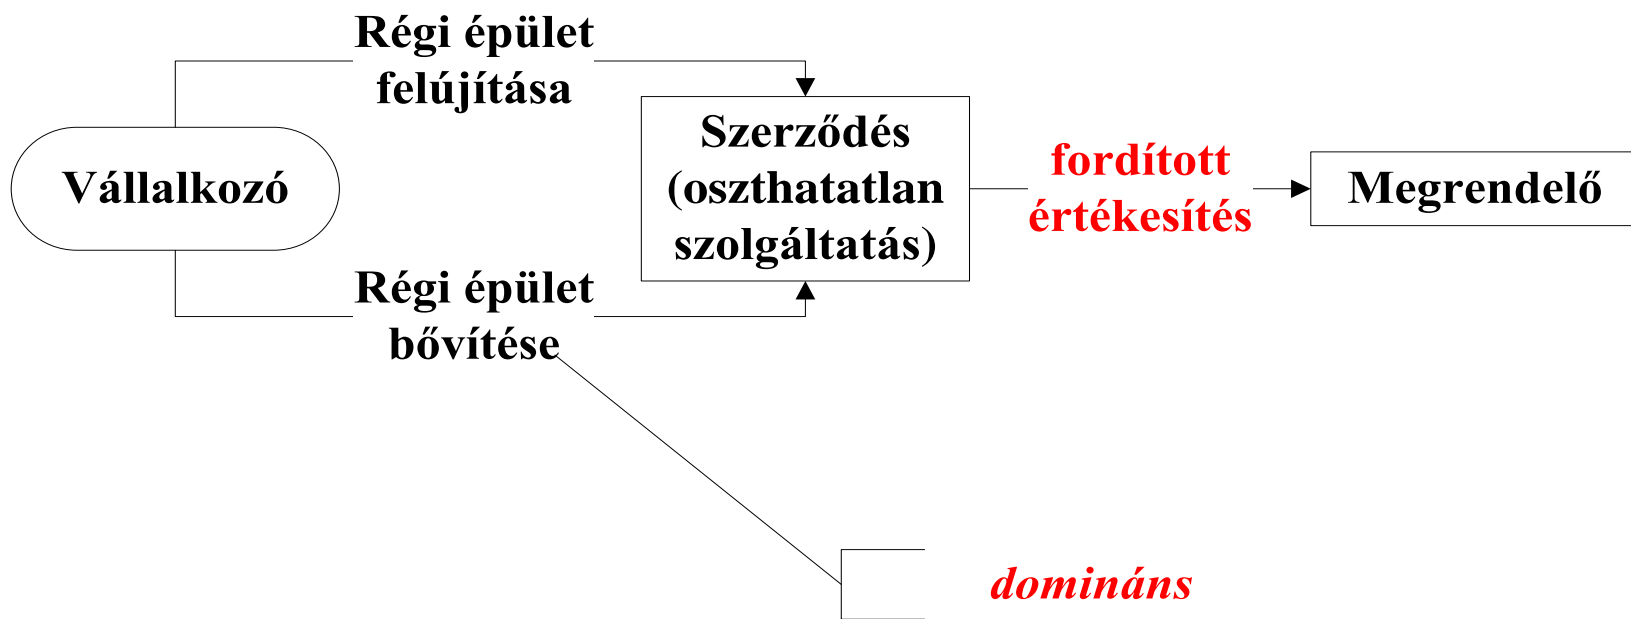 Régi épület
felújítása
Vállalkozó
Szerződés
(oszthatatlan
szolgáltatás)
fordított
értékesítés
Megrendelő
Régi épület
bővítése
domináns